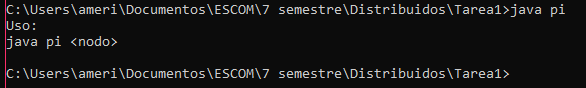 C:\Users\ameri\Documentos\ESCOM\7 semestre\Distribuidos\Tarea1>java pi
Uso:
java pi <nodo>
C:\Users\ameri\Documentos\ESCOM\7 semestre\Distribuidos\Tarea1>